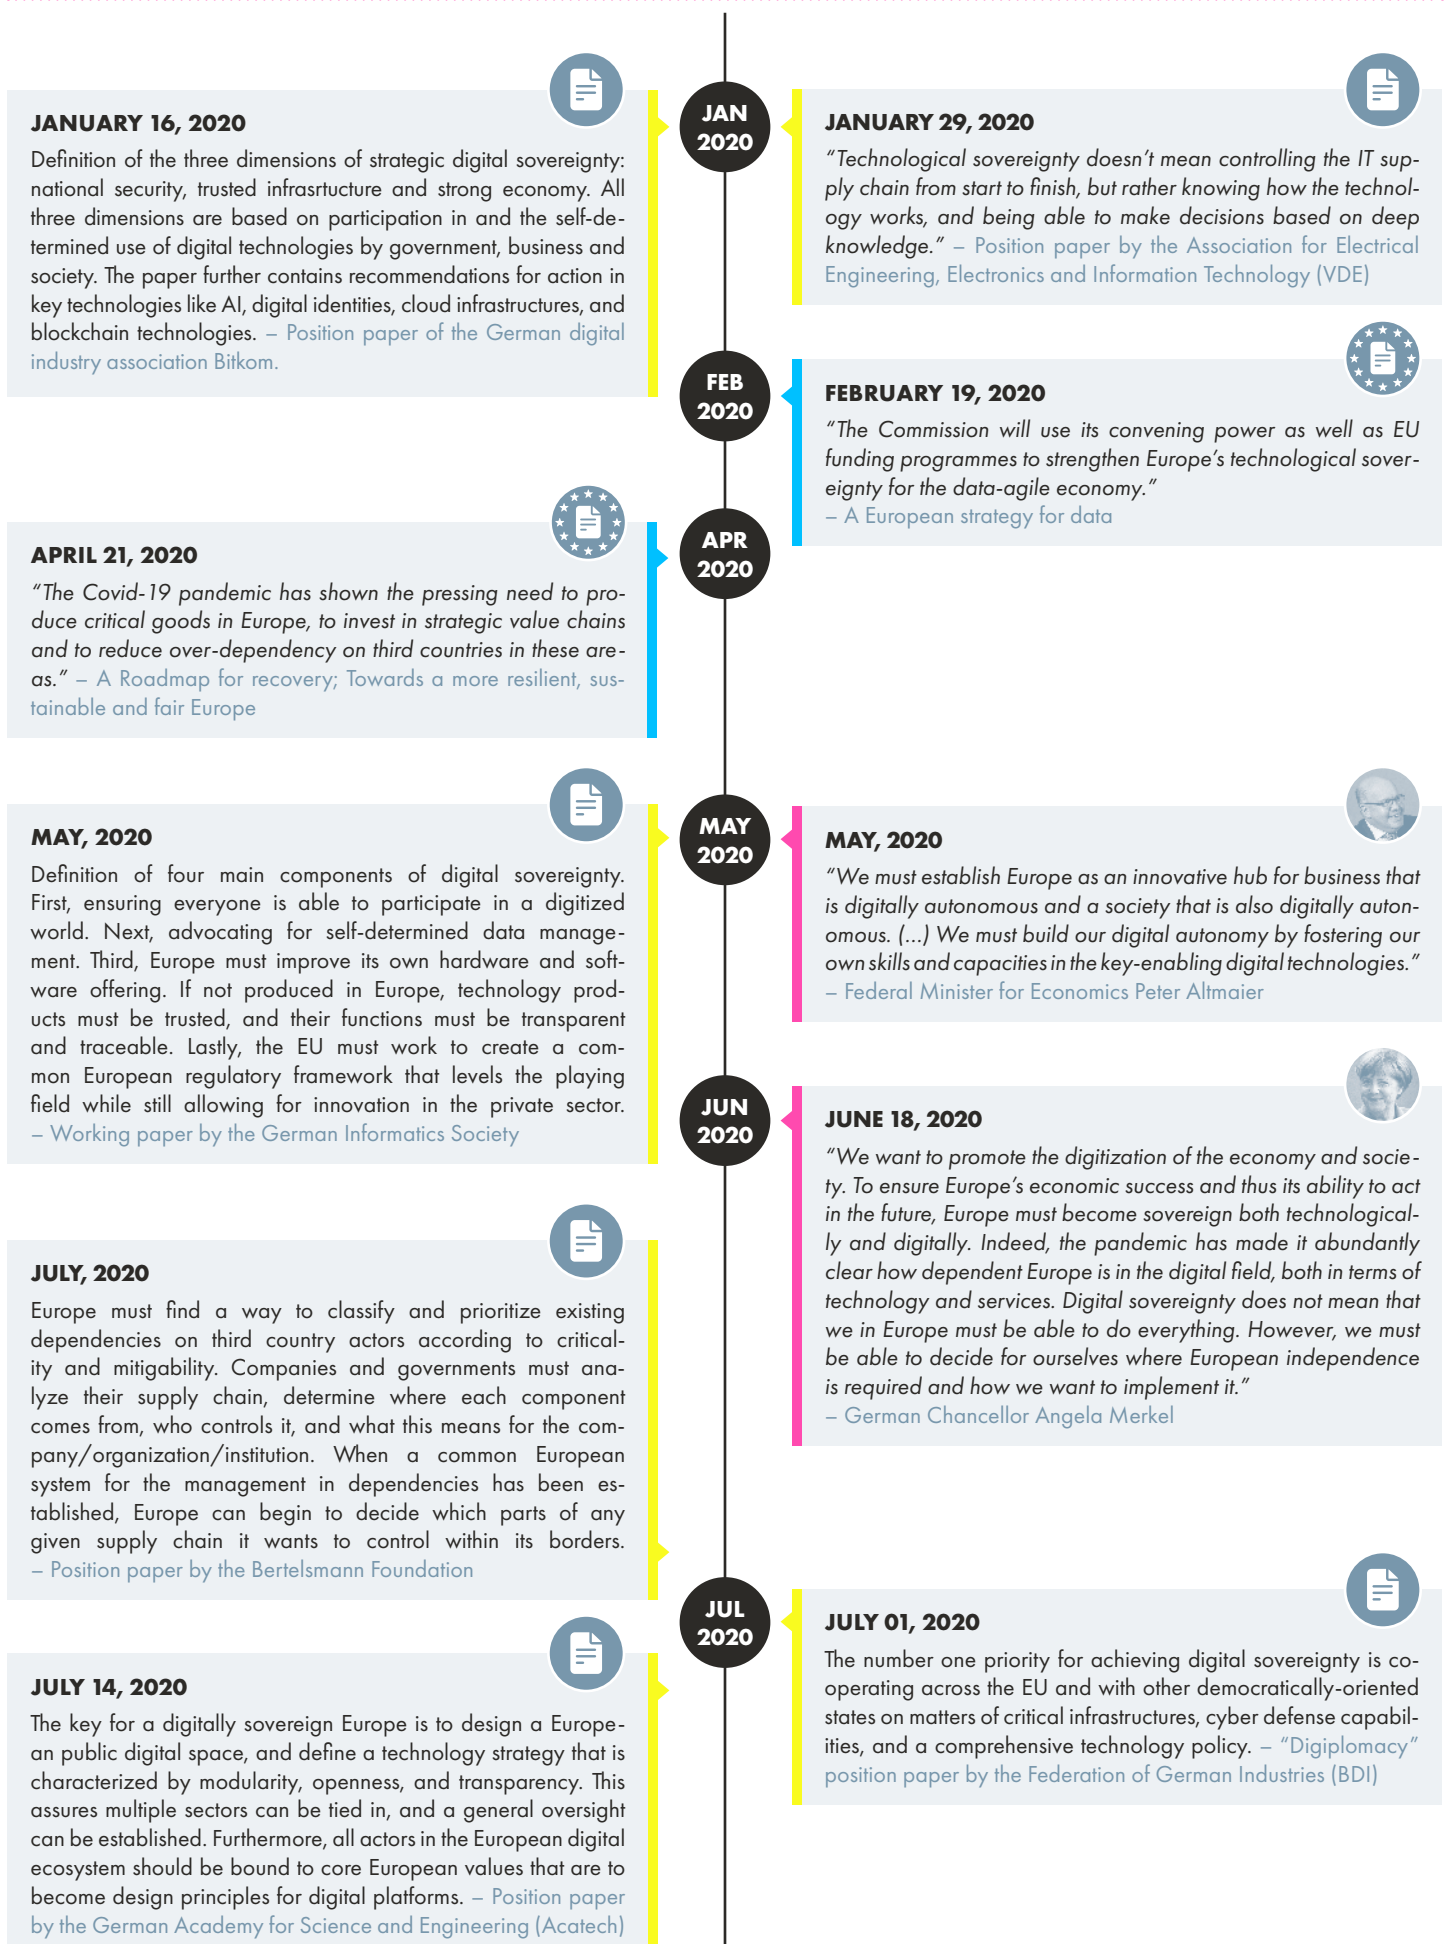 JAN
2020
JANUARY 16, 2020
Definition of the three dimensions of strategic digital sovereignty:
national security, trusted infrasrtucture and strong economy. All
three dimensions are based on participation in and the self-de-
termined use of digital technologies by government, business and
society. The paper further contains recommendations for action in
key technologies like AI, digital identities, cloud infrastructures, and
blockchain technologies. – Position paper of the German digital
industry association Bitkom.
JANUARY 29, 2020
“Technological sovereignty doesn’t mean controlling the IT sup-
ply chain from start to finish, but rather knowing how the technol-
ogy works, and being able to make decisions based on deep
knowledge.” – Position paper by the Association for Electrical
Engineering, Electronics and Information Technology (VDE)
FEB
2020
FEBRUARY 19, 2020
“The Commission will use its convening power as well as EU
funding programmes to strengthen Europe’s technological sover-
eignty for the data-agile economy.”
– A European strategy for data
APR
2020
APRIL 21, 2020
“The Covid-19 pandemic has shown the pressing need to pro-
duce critical goods in Europe, to invest in strategic value chains
and to reduce over-dependency on third countries in these are-
as.” – A Roadmap for recovery; Towards a more resilient, sus-
tainable and fair Europe
MAY
2020
MAY, 2020
Definition of four main components of digital sovereignty.
First, ensuring everyone is able to participate in a digitized
world. Next, advocating for self-determined data manage-
ment. Third, Europe must improve its own hardware and soft-
ware offering. If not produced in Europe, technology prod-
ucts must be trusted, and their functions must be transparent
and traceable. Lastly, the EU must work to create a com-
mon European regulatory framework that levels the playing
field while still allowing for innovation in the private sector.
– Working paper by the German Informatics Society
MAY, 2020
“We must establish Europe as an innovative hub for business that
is digitally autonomous and a society that is also digitally auton-
omous. (...) We must build our digital autonomy by fostering our
own skills and capacities in the key-enabling digital technologies.”
– Federal Minister for Economics Peter Altmaier
JUN
2020
JUNE 18, 2020
“We want to promote the digitization of the economy and socie-
ty. To ensure Europe’s economic success and thus its ability to act
in the future, Europe must become sovereign both technological-
ly and digitally. Indeed, the pandemic has made it abundantly
clear how dependent Europe is in the digital field, both in terms of
technology and services. Digital sovereignty does not mean that
we in Europe must be able to do everything. However, we must
be able to decide for ourselves where European independence
is required and how we want to implement it.”
– German Chancellor Angela Merkel
JULY, 2020
Europe must find a way to classify and prioritize existing
dependencies on third country actors according to critical-
ity and mitigability. Companies and governments must ana-
lyze their supply chain, determine where each component
comes from, who controls it, and what this means for the com-
pany/organization/institution. When a common European
system for the management in dependencies has been es-
tablished, Europe can begin to decide which parts of any
given supply chain it wants to control within its borders.
– Position paper by the Bertelsmann Foundation
JUL
2020
JULY 01, 2020
The number one priority for achieving digital sovereignty is co-
operating across the EU and with other democratically-oriented
states on matters of critical infrastructures, cyber defense capabil-
ities, and a comprehensive technology policy. – “Digiplomacy”
position paper by the Federation of German Industries (BDI)
JULY 14, 2020
The key for a digitally sovereign Europe is to design a Europe-
an public digital space, and define a technology strategy that is
characterized by modularity, openness, and transparency. This
assures multiple sectors can be tied in, and a general oversight
can be established. Furthermore, all actors in the European digital
ecosystem should be bound to core European values that are to
become design principles for digital platforms. – Position paper
by the German Academy for Science and Engineering (Acatech)